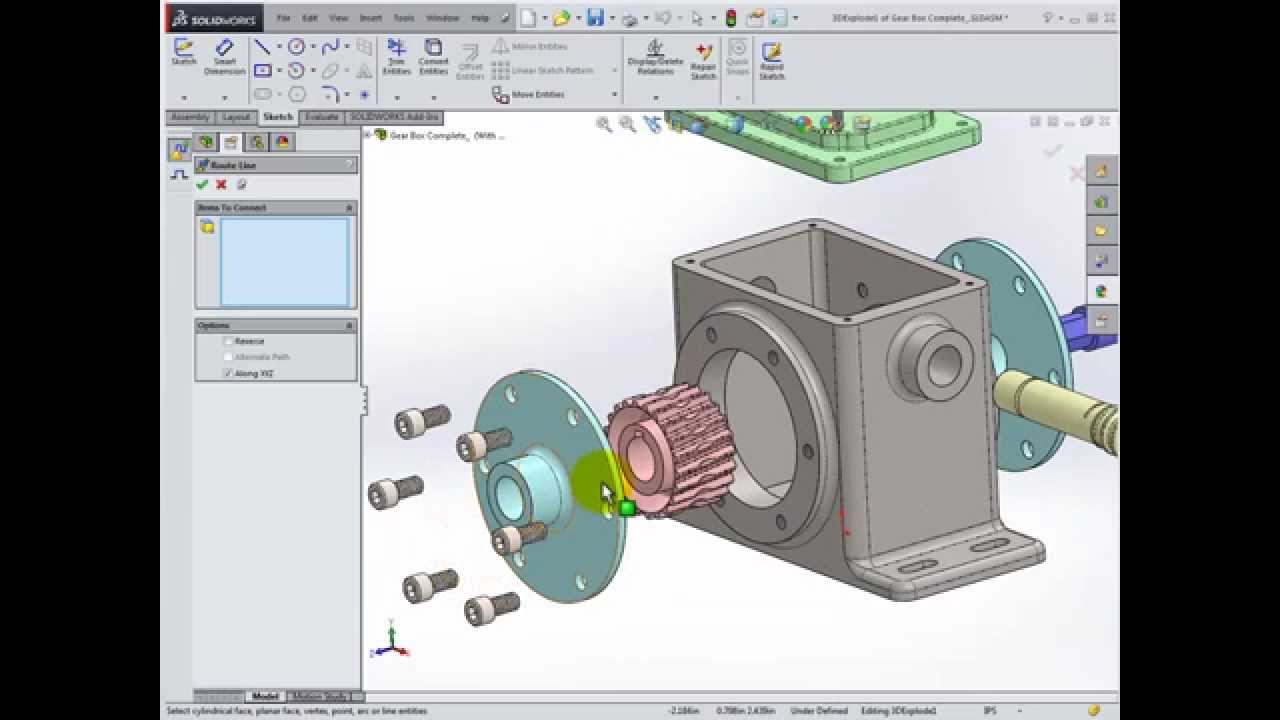 SOLIDWORKS File Edit View Insert Tools Window Help 3DExplode1 of Gear Box Complete_.SLDASM *
Sketch
Smart Dimension
Trim Entities
Convert Entities
Offset Entities
Mirror Entities
Linear Sketch Pattern
Move Entities
Display/Delete Relations
Repair Sketch
Quick Snaps
Rapid Sketch
Assembly Layout Sketch Evaluate SOLIDWORKS Add-Ins
Gear Box Complete_ (With ...
Route Line ?
Items To Connect
Options
Reverse
Alternate Path
Along XYZ
Y
Z
X
Model Motion Study 1
Select cylindrical face, planar face, vertex, point, arc or line entities -2.186in Under Defined Editing 3DExplode1 IPS